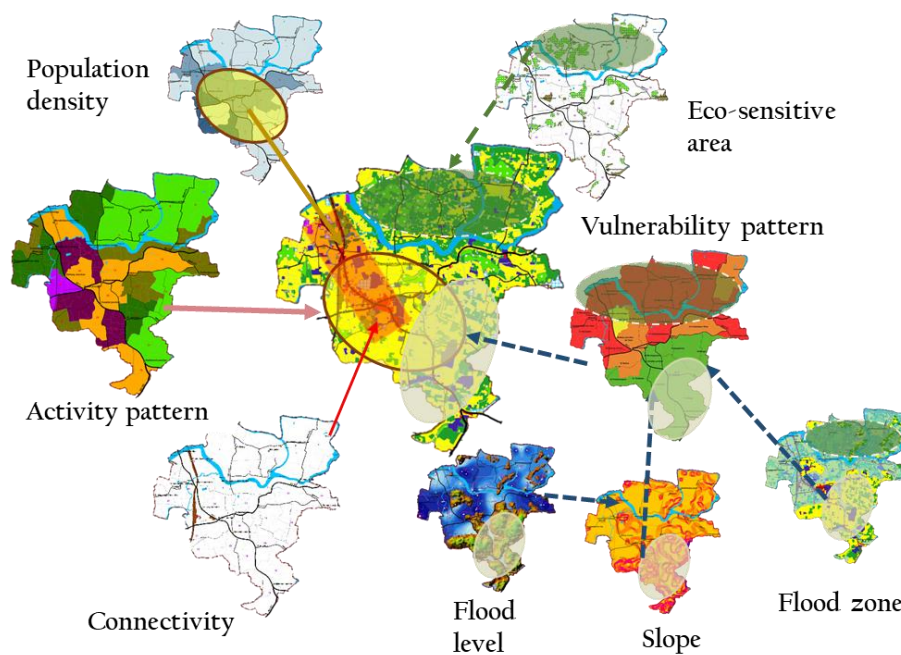 Population
density
Eco-sensitive
area
Vulnerability pattern
Activity pattern
Connectivity
Flood
level
Slope
Flood zone